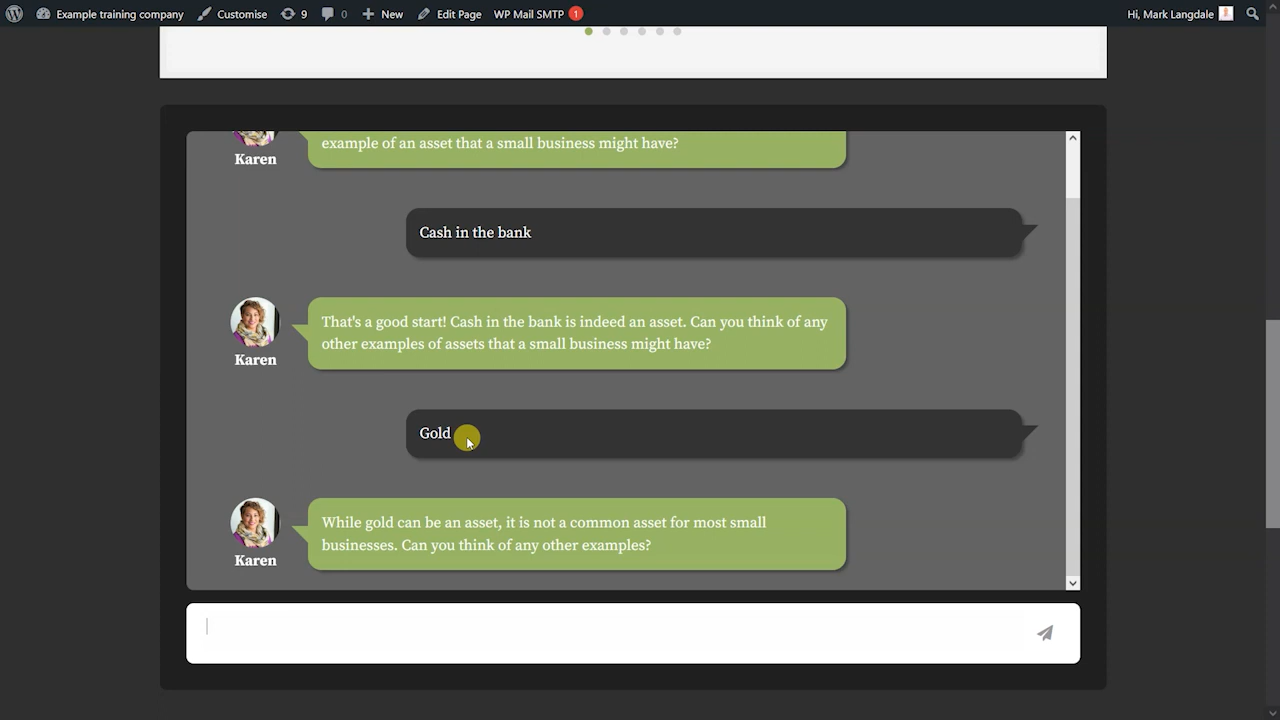 Example training company Customise 9 0 New Edit Page WP Mail SMTP 1 Hi, Mark Langdale
example of an asset that a small business might have?
Karen
Cash in the bank
That's a good start! Cash in the bank is indeed an asset. Can you think of any
other examples of assets that a small business might have?
Karen
Gold
While gold can be an asset, it is not a common asset for most small
businesses. Can you think of any other examples?
Karen